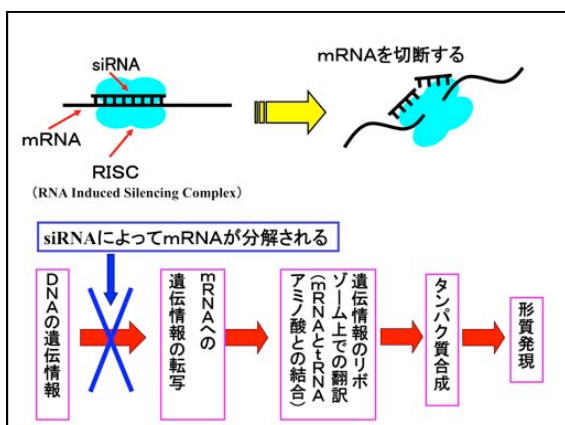 siRNA
mRNAを切断する
mRNA
RISC
（RNA Induced Silencing Complex）
siRNAによってmRNAが分解される
DNAの遺伝情報
mRNAへの
遺伝情報の転写
遺伝情報のリボ
ゾーム上での翻訳
（mRNAとtRNA
アミノ酸との結合）
タンパク質合成
形質発現